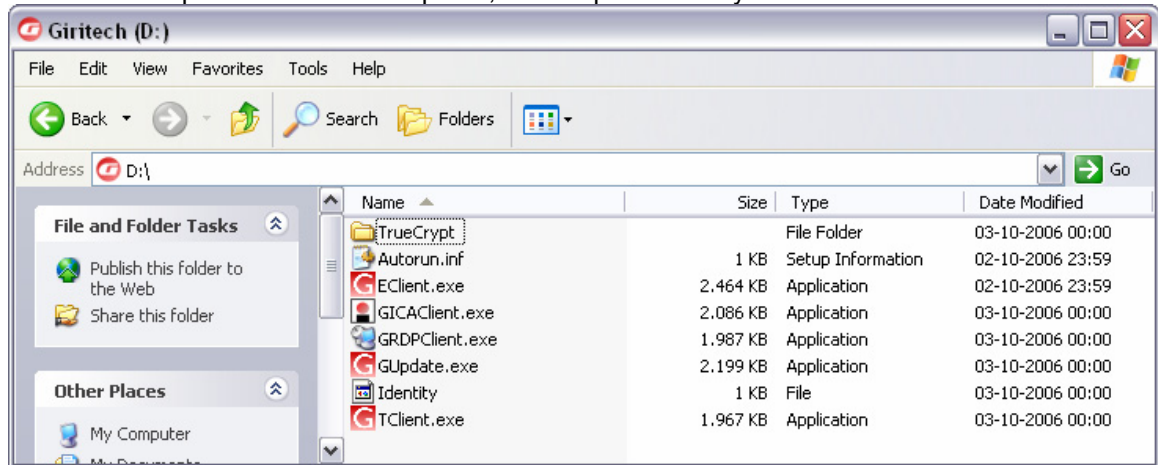 Giritech (D:)
File Edit View Favorites Tools Help
Back Search Folders
Address D:\ Go
File and Folder Tasks
Publish this folder to
the Web
Share this folder
Other Places
My Computer
My Documents
Name Size Type Date Modified
TrueCrypt File Folder 03-10-2006 00:00
Autorun.inf 1 KB Setup Information 02-10-2006 23:59
EClient.exe 2.464 KB Application 02-10-2006 23:59
GICAClient.exe 2.086 KB Application 03-10-2006 00:00
GRDPClient.exe 1.987 KB Application 03-10-2006 00:00
GUpdate.exe 2.199 KB Application 03-10-2006 00:00
Identity 1 KB File 03-10-2006 00:00
TClient.exe 1.967 KB Application 03-10-2006 00:00